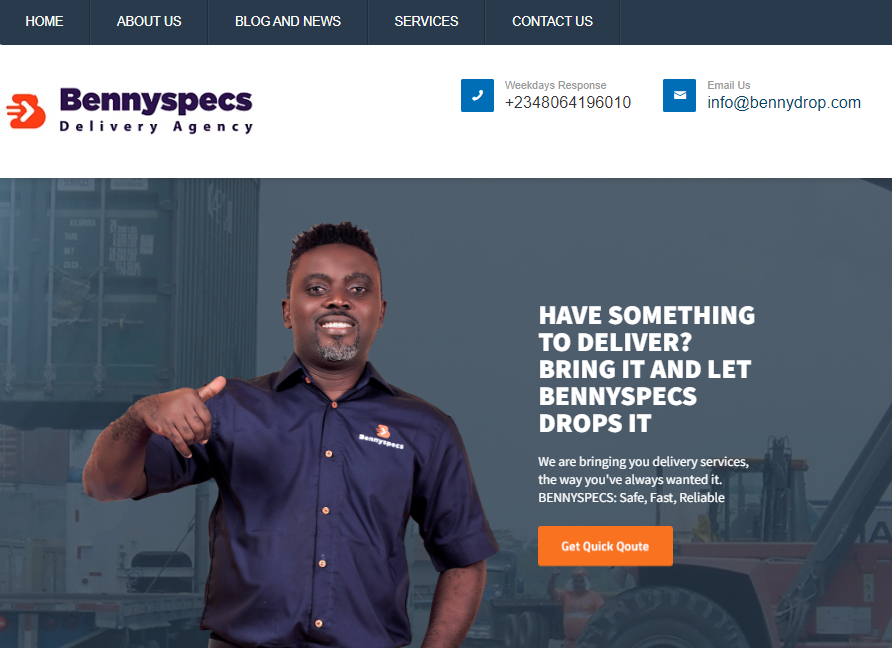 HOME
ABOUT US
BLOG AND NEWS
SERVICES
CONTACT US
Bennyspecs
Delivery Agency
Weekdays Response
+2348064196010
Email Us
info@bennydrop.com
HAVE SOMETHING
TO DELIVER?
BRING IT AND LET
BENNYSPECS
DROPS IT
We are bringing you delivery services,
the way you've always wanted it.
BENNYSPECS: Safe, Fast, Reliable
Get Quick Qoute
Bennyspecs